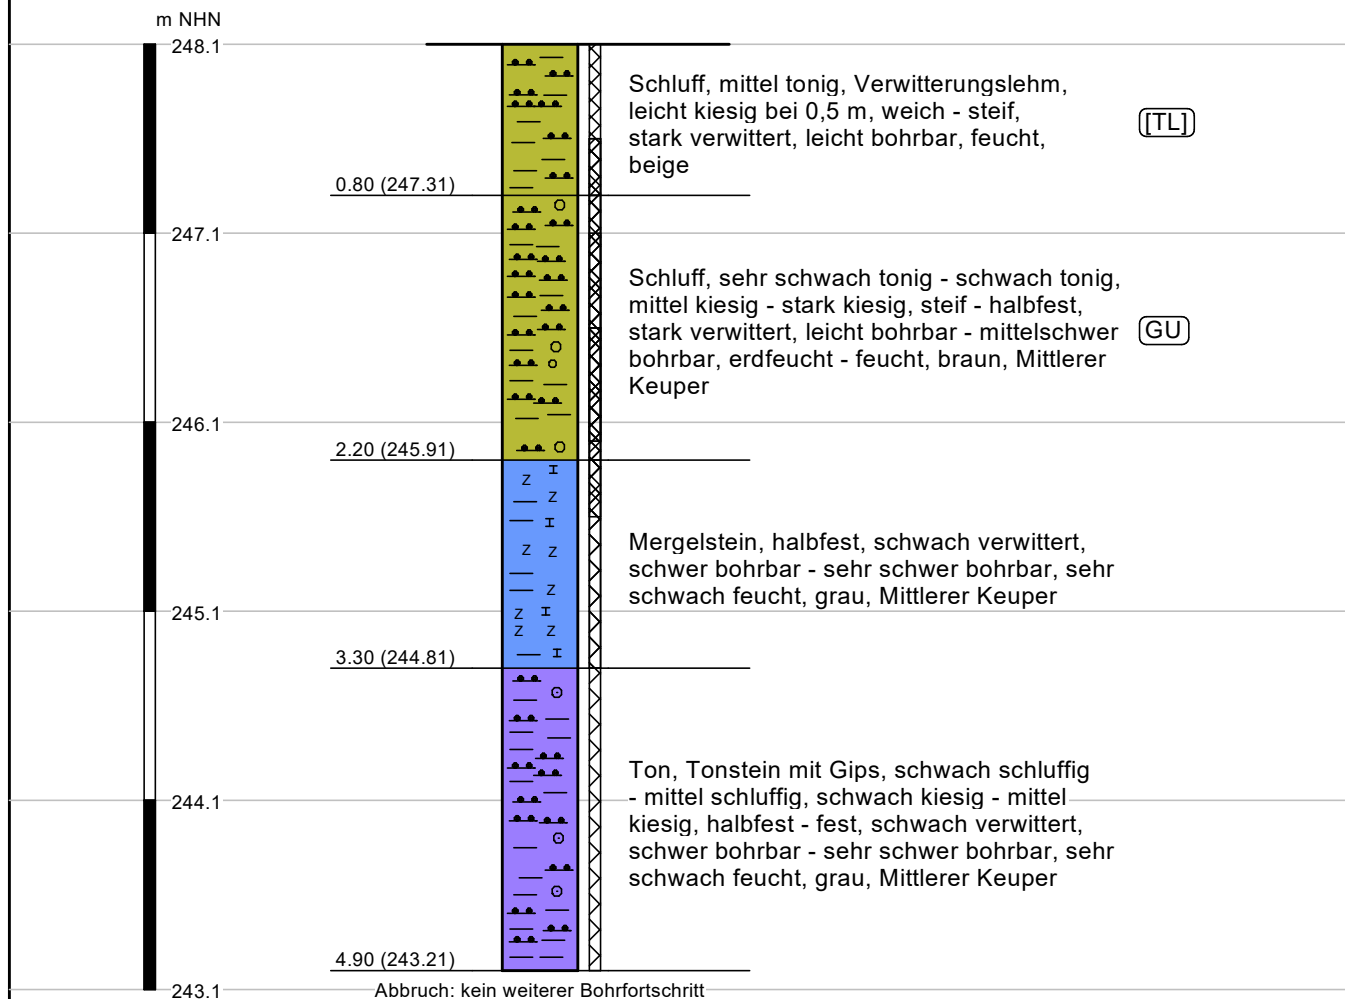 m NHN
248.1
Schluff, mittel tonig, Verwitterungslehm,
leicht kiesig bei 0,5 m, weich - steif,
stark verwittert, leicht bohrbar, feucht,
beige
[TL]
0.80 (247.31)
247.1
Schluff, sehr schwach tonig - schwach tonig,
mittel kiesig - stark kiesig, steif - halbfest,
stark verwittert, leicht bohrbar - mittelschwer
bohrbar, erdfeucht - feucht, braun, Mittlerer
Keuper
GU
246.1
2.20 (245.91)
Mergelstein, halbfest, schwach verwittert,
schwer bohrbar - sehr schwer bohrbar, sehr
schwach feucht, grau, Mittlerer Keuper
245.1
3.30 (244.81)
Ton, Tonstein mit Gips, schwach schluffig
- mittel schluffig, schwach kiesig - mittel
kiesig, halbfest - fest, schwach verwittert,
schwer bohrbar - sehr schwer bohrbar, sehr
schwach feucht, grau, Mittlerer Keuper
244.1
4.90 (243.21)
Abbruch: kein weiterer Bohrfortschritt
243.1